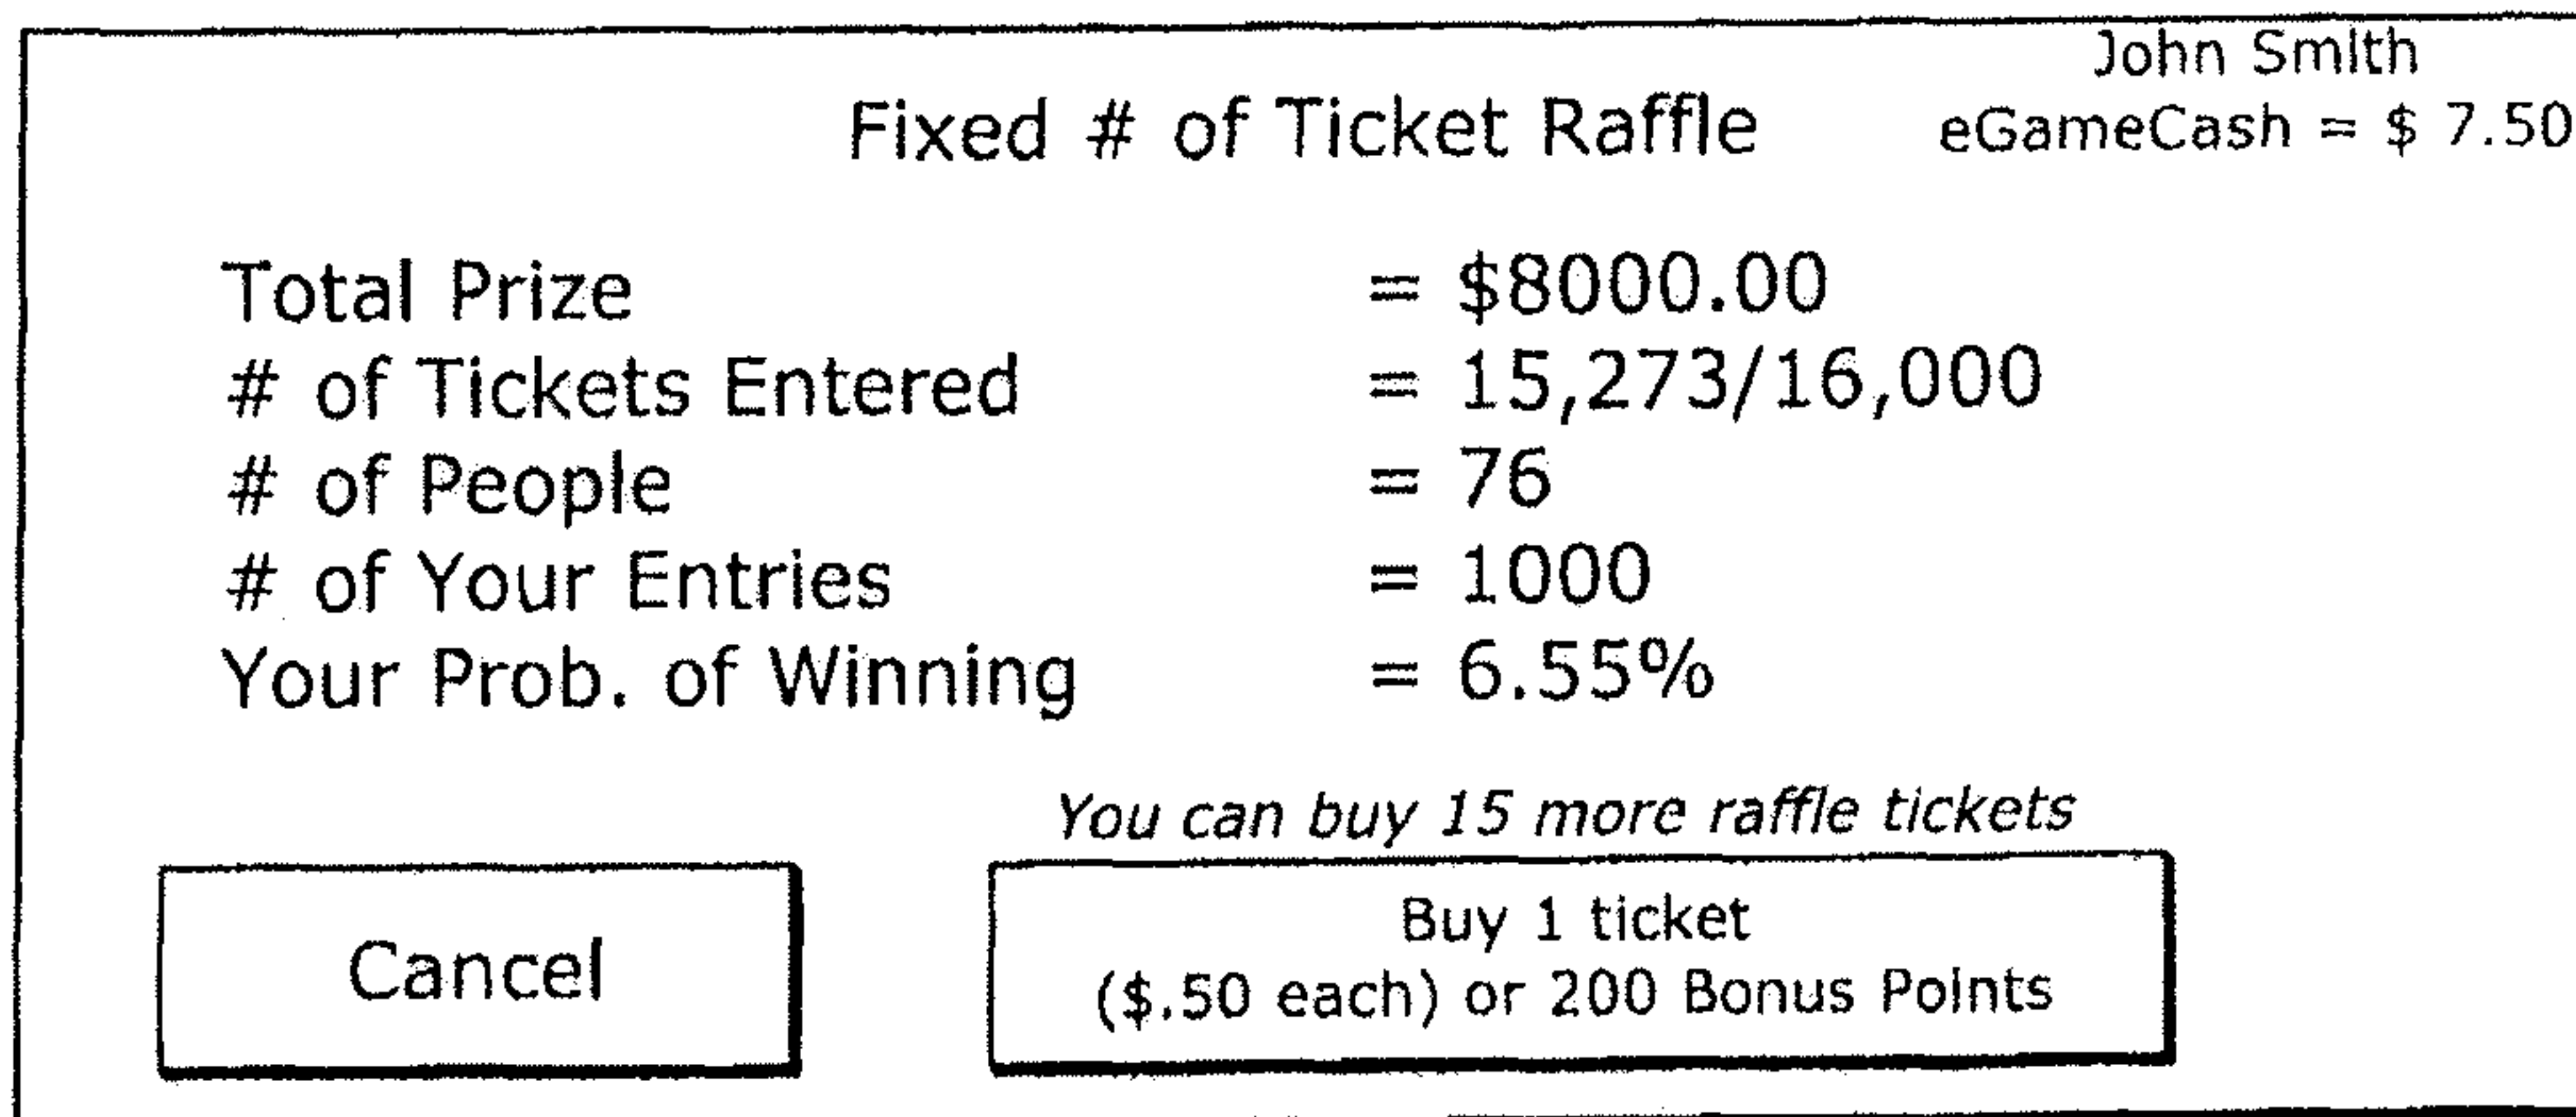 John Smith
Fixed # of Ticket Raffle
eGameCash = $ 7.50
Total Prize = $8000.00
# of Tickets Entered = 15,273/16,000
# of People = 76
# of Your Entries = 1000
Your Prob. of Winning = 6.55%
You can buy 15 more raffle tickets
Cancel
Buy 1 ticket
($.50 each) or 200 Bonus Points